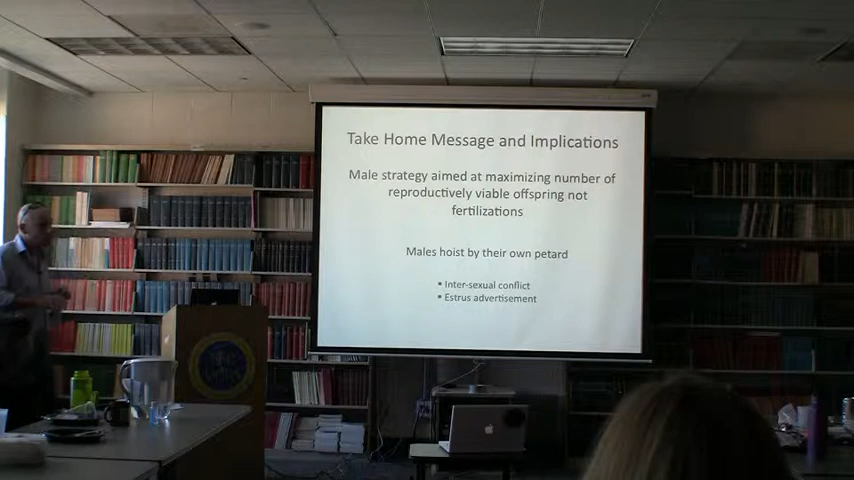 Take Home Message and Implications
Male strategy aimed at maximizing number of
reproductively viable offspring not
fertilizations
Males hoist by their own petard
▪ Inter-sexual conflict
▪ Estrus advertisement